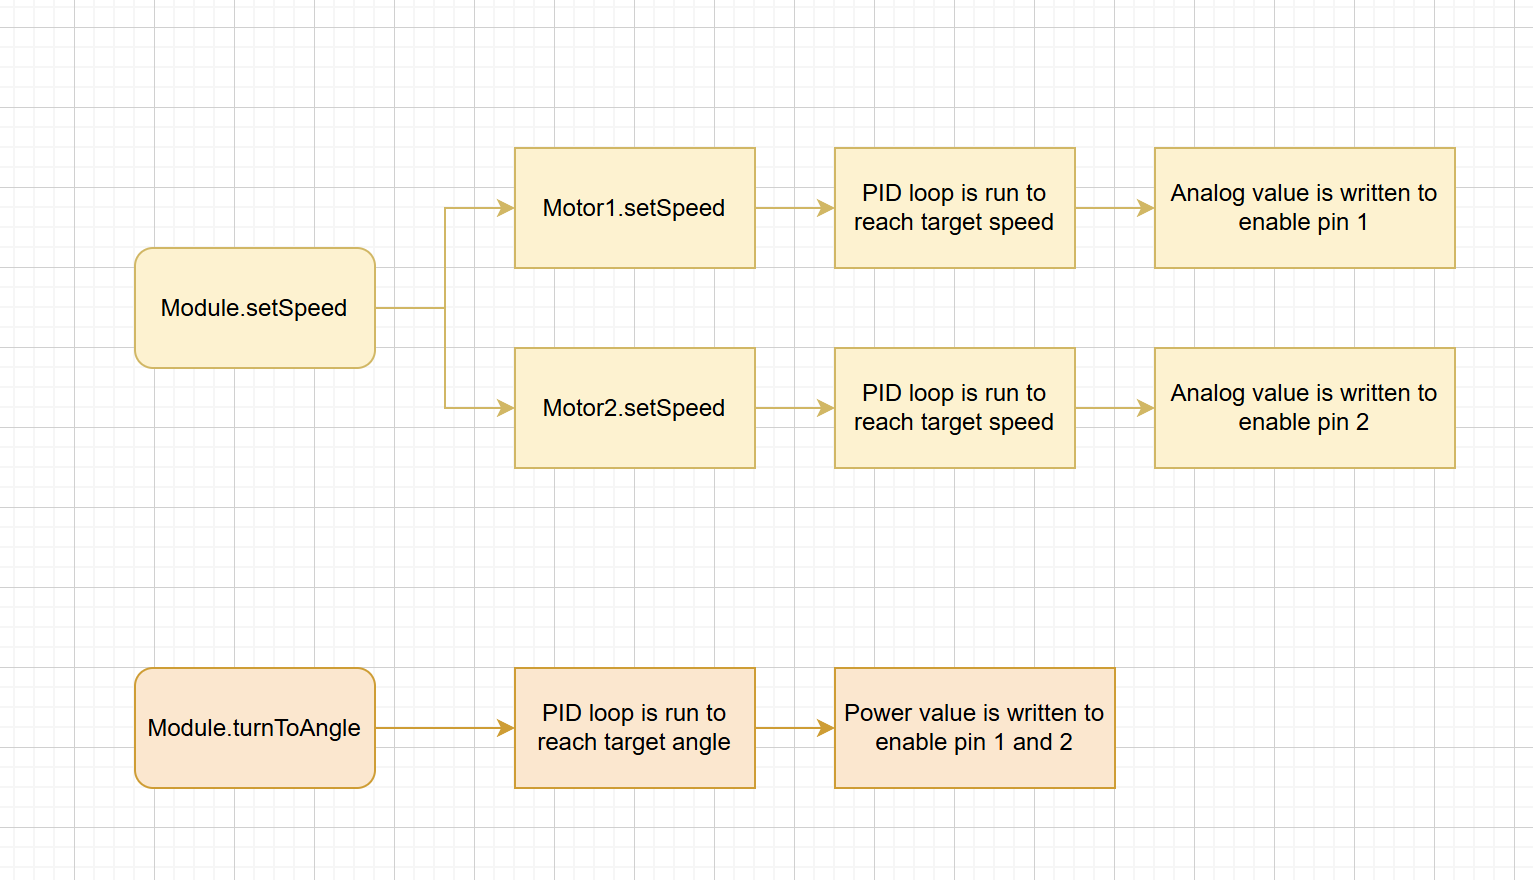 Module.setSpeed
Motor1.setSpeed
PID loop is run to
reach target speed
Analog value is written to
enable pin 1
Motor2.setSpeed
PID loop is run to
reach target speed
Analog value is written to
enable pin 2
Module.turnToAngle
PID loop is run to
reach target angle
Power value is written to
enable pin 1 and 2